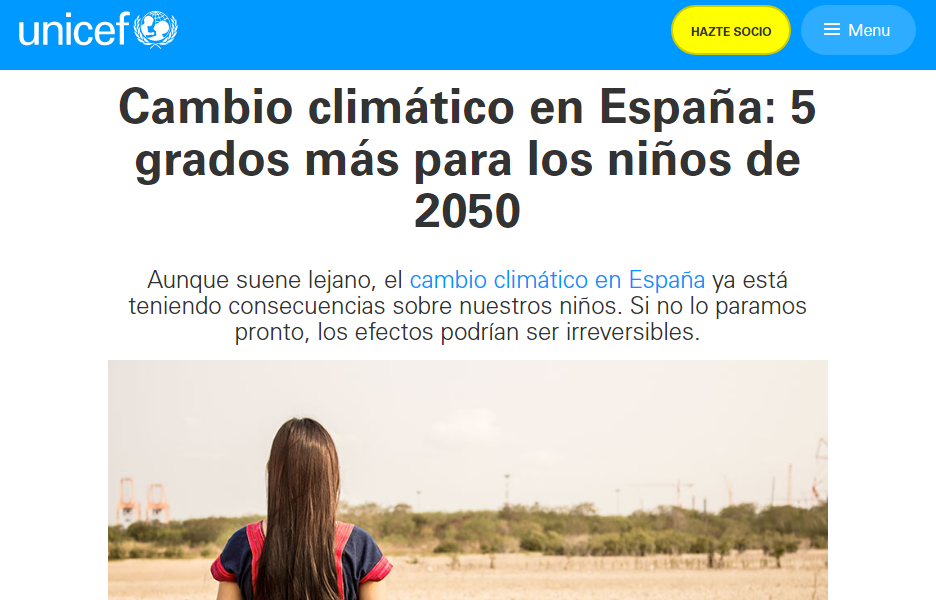 unicef
HAZTE SOCIO
Menu
Cambio climático en España: 5
grados más para los niños de
2050
Aunque suene lejano, el cambio climático en España ya está
teniendo consecuencias sobre nuestros niños. Si no lo paramos
pronto, los efectos podrían ser irreversibles.